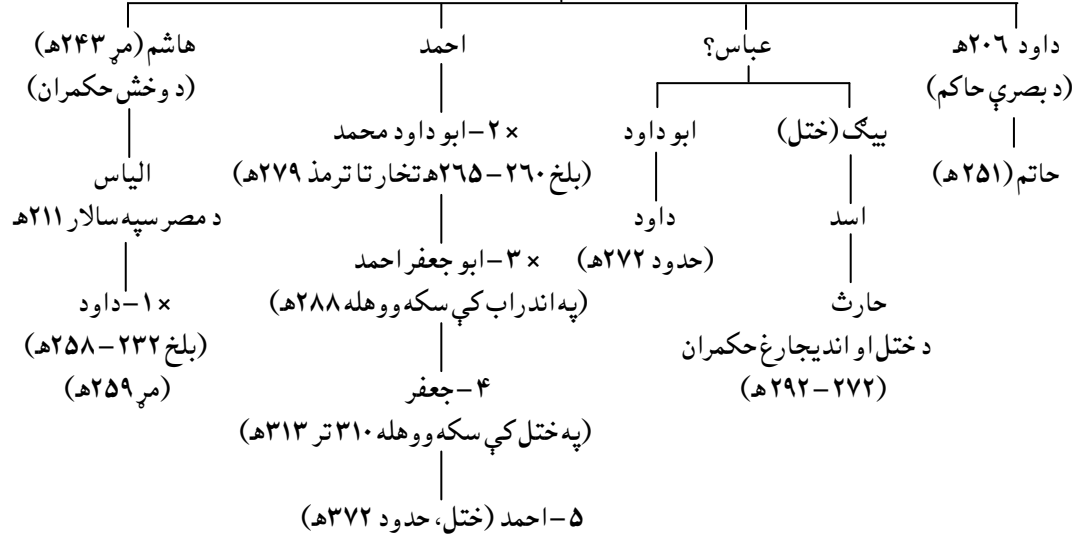 داود ۲۰۶هـ
(د بصرې حاکم)
حاتم (۲۵۱هـ)
عباس؟
بیګ (ختل)
اسد
حارث
د ختل او اندیجارغ حکمران
(۲۷۲–۲۹۲هـ)
ابو داود
داود
(حدود ۲۷۲هـ)
احمد
×۲–ابو داود محمد
(بلخ ۲۶۰–۲۶۵هـ تخار تا ترمذ ۲۷۹هـ)
×۳–ابو جعفر احمد
(په اندراب کې سکه ووهله ۲۸۸هـ)
۴–جعفر
(په ختل کې سکه ووهله ۳۱۰ تر ۳۱۳هـ)
۵–احمد (ختل، حدود ۳۷۲هـ)
هاشم (مړ ۲۴۳هـ)
(د وخش حکمران)
الیاس
د مصر سپه سالار ۲۱۱هـ
×۱–داود
(بلخ ۲۳۲–۲۵۸هـ)
(مړ ۲۵۹هـ)